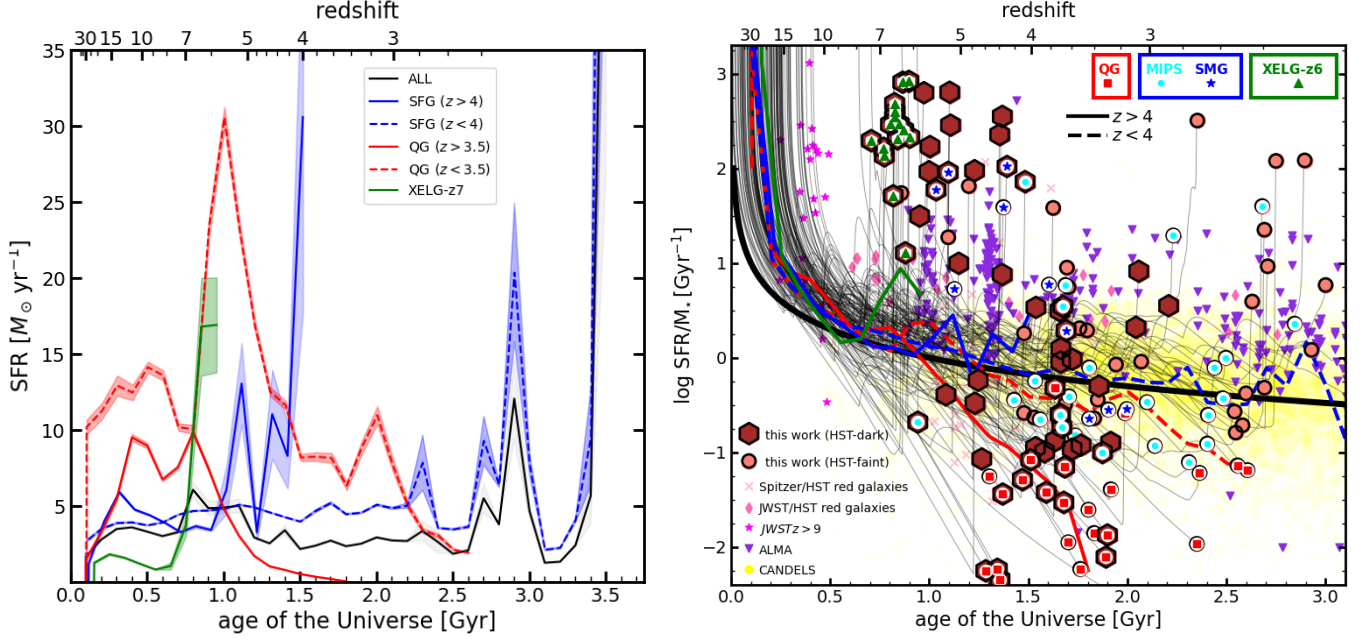 redshift
30 15 10 7 5 4 3
35
30
25
20
15
10
5
SFR [M⊙ yr⁻¹]
ALL
SFG (z > 4)
SFG (z < 4)
QG (z > 3.5)
QG (z < 3.5)
XELG-z7
0.0 0.5 1.0 1.5 2.0 2.5 3.0 3.5
age of the Universe [Gyr]
redshift
30 15 10 7 5 4 3
QG MIPS SMG XELG-z6
z > 4
z < 4
3
2
1
0
−1
−2
log SFR/M⋆ [Gyr⁻¹]
this work (HST-dark)
this work (HST-faint)
Spitzer/HST red galaxies
JWST/HST red galaxies
JWSTz > 9
ALMA
CANDELS
0.0 0.5 1.0 1.5 2.0 2.5 3.0
age of the Universe [Gyr]